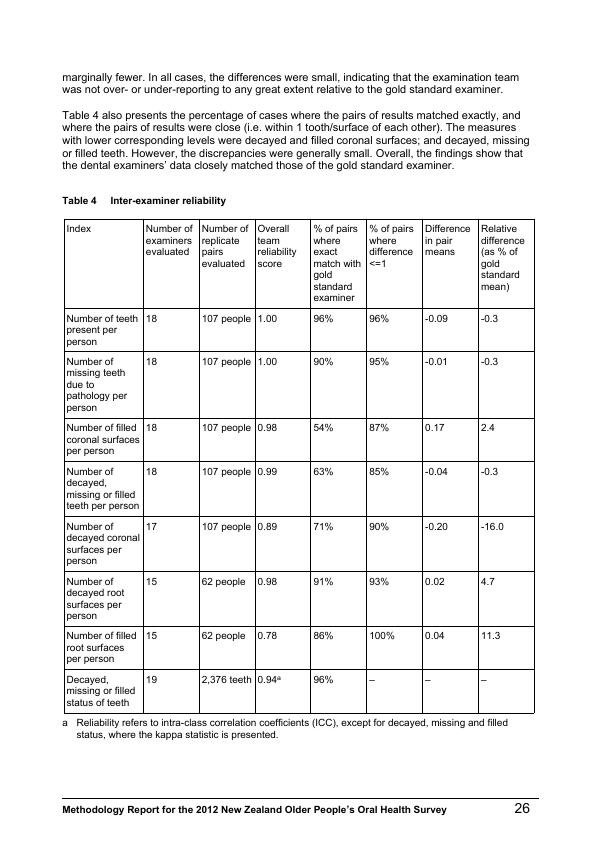 marginally fewer. In all cases, the differences were small, indicating that the examination team
was not over- or under-reporting to any great extent relative to the gold standard examiner.
Table 4 also presents the percentage of cases where the pairs of results matched exactly, and
where the pairs of results were close (i.e. within 1 tooth/surface of each other). The measures
with lower corresponding levels were decayed and filled coronal surfaces; and decayed, missing
or filled teeth. However, the discrepancies were generally small. Overall, the findings show that
the dental examiners’ data closely matched those of the gold standard examiner.
Table 4 Inter-examiner reliability
Index
Number of
examiners
evaluated
Number of
replicate
pairs
evaluated
Overall
team
reliability
score
% of pairs
where
exact
match with
gold
standard
examiner
% of pairs
where
difference
<=1
Difference
in pair
means
Relative
difference
(as % of
gold
standard
mean)
Number of teeth
present per
person
18
107 people
1.00
96%
96%
-0.09
-0.3
Number of
missing teeth
due to
pathology per
person
18
107 people
1.00
90%
95%
-0.01
-0.3
Number of filled
coronal surfaces
per person
18
107 people
0.98
54%
87%
0.17
2.4
Number of
decayed,
missing or filled
teeth per person
18
107 people
0.99
63%
85%
-0.04
-0.3
Number of
decayed coronal
surfaces per
person
17
107 people
0.89
71%
90%
-0.20
-16.0
Number of
decayed root
surfaces per
person
15
62 people
0.98
91%
93%
0.02
4.7
Number of filled
root surfaces
per person
15
62 people
0.78
86%
100%
0.04
11.3
Decayed,
missing or filled
status of teeth
19
2,376 teeth
0.94ª
96%
–
–
–
a Reliability refers to intra-class correlation coefficients (ICC), except for decayed, missing and filled
status, where the kappa statistic is presented.
Methodology Report for the 2012 New Zealand Older People’s Oral Health Survey 26